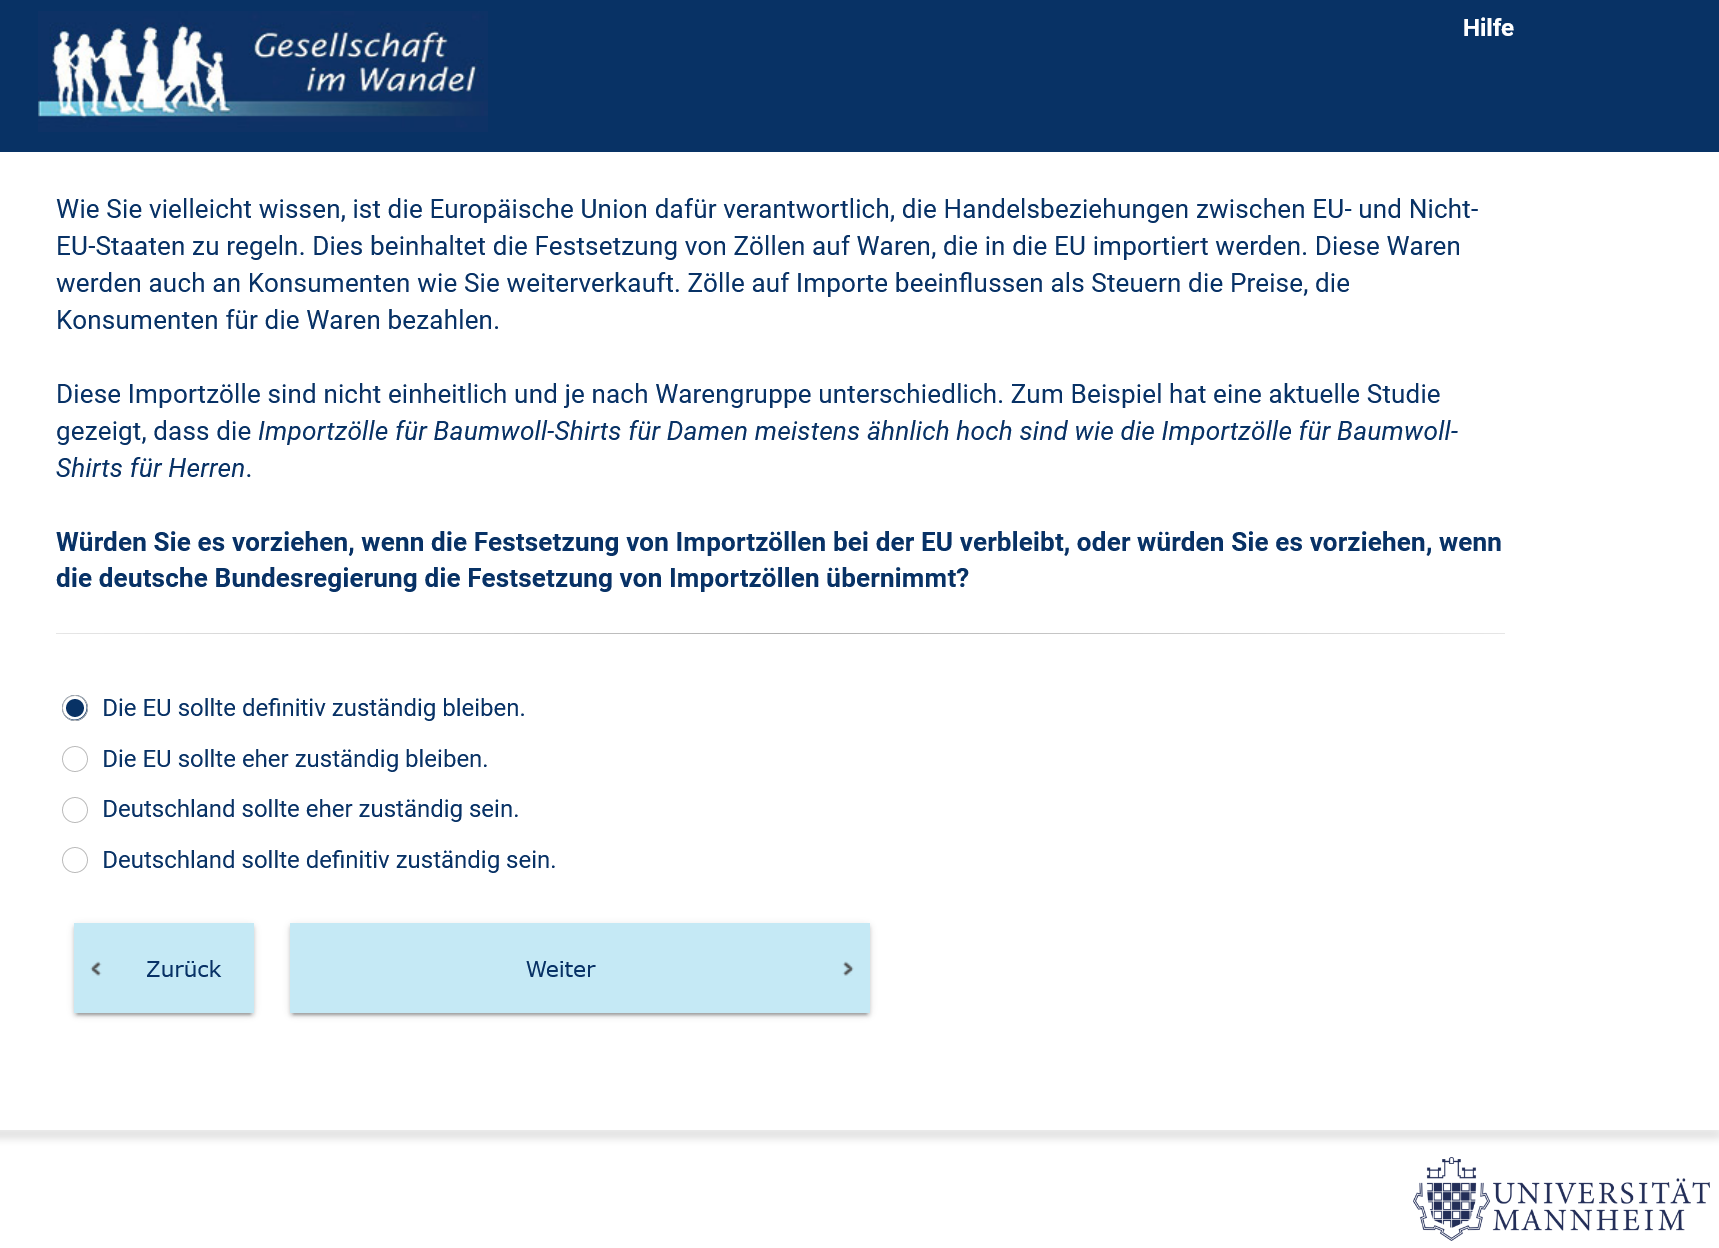 Gesellschaft
im Wandel
Hilfe
Wie Sie vielleicht wissen, ist die Europäische Union dafür verantwortlich, die Handelsbeziehungen zwischen EU- und Nicht-
EU-Staaten zu regeln. Dies beinhaltet die Festsetzung von Zöllen auf Waren, die in die EU importiert werden. Diese Waren
werden auch an Konsumenten wie Sie weiterverkauft. Zölle auf Importe beeinflussen als Steuern die Preise, die
Konsumenten für die Waren bezahlen.
Diese Importzölle sind nicht einheitlich und je nach Warengruppe unterschiedlich. Zum Beispiel hat eine aktuelle Studie
gezeigt, dass die Importzölle für Baumwoll-Shirts für Damen meistens ähnlich hoch sind wie die Importzölle für Baumwoll-
Shirts für Herren.
Würden Sie es vorziehen, wenn die Festsetzung von Importzöllen bei der EU verbleibt, oder würden Sie es vorziehen, wenn
die deutsche Bundesregierung die Festsetzung von Importzöllen übernimmt?
Die EU sollte definitiv zuständig bleiben.
Die EU sollte eher zuständig bleiben.
Deutschland sollte eher zuständig sein.
Deutschland sollte definitiv zuständig sein.
Zurück
Weiter
UNIVERSITÄT
MANNHEIM